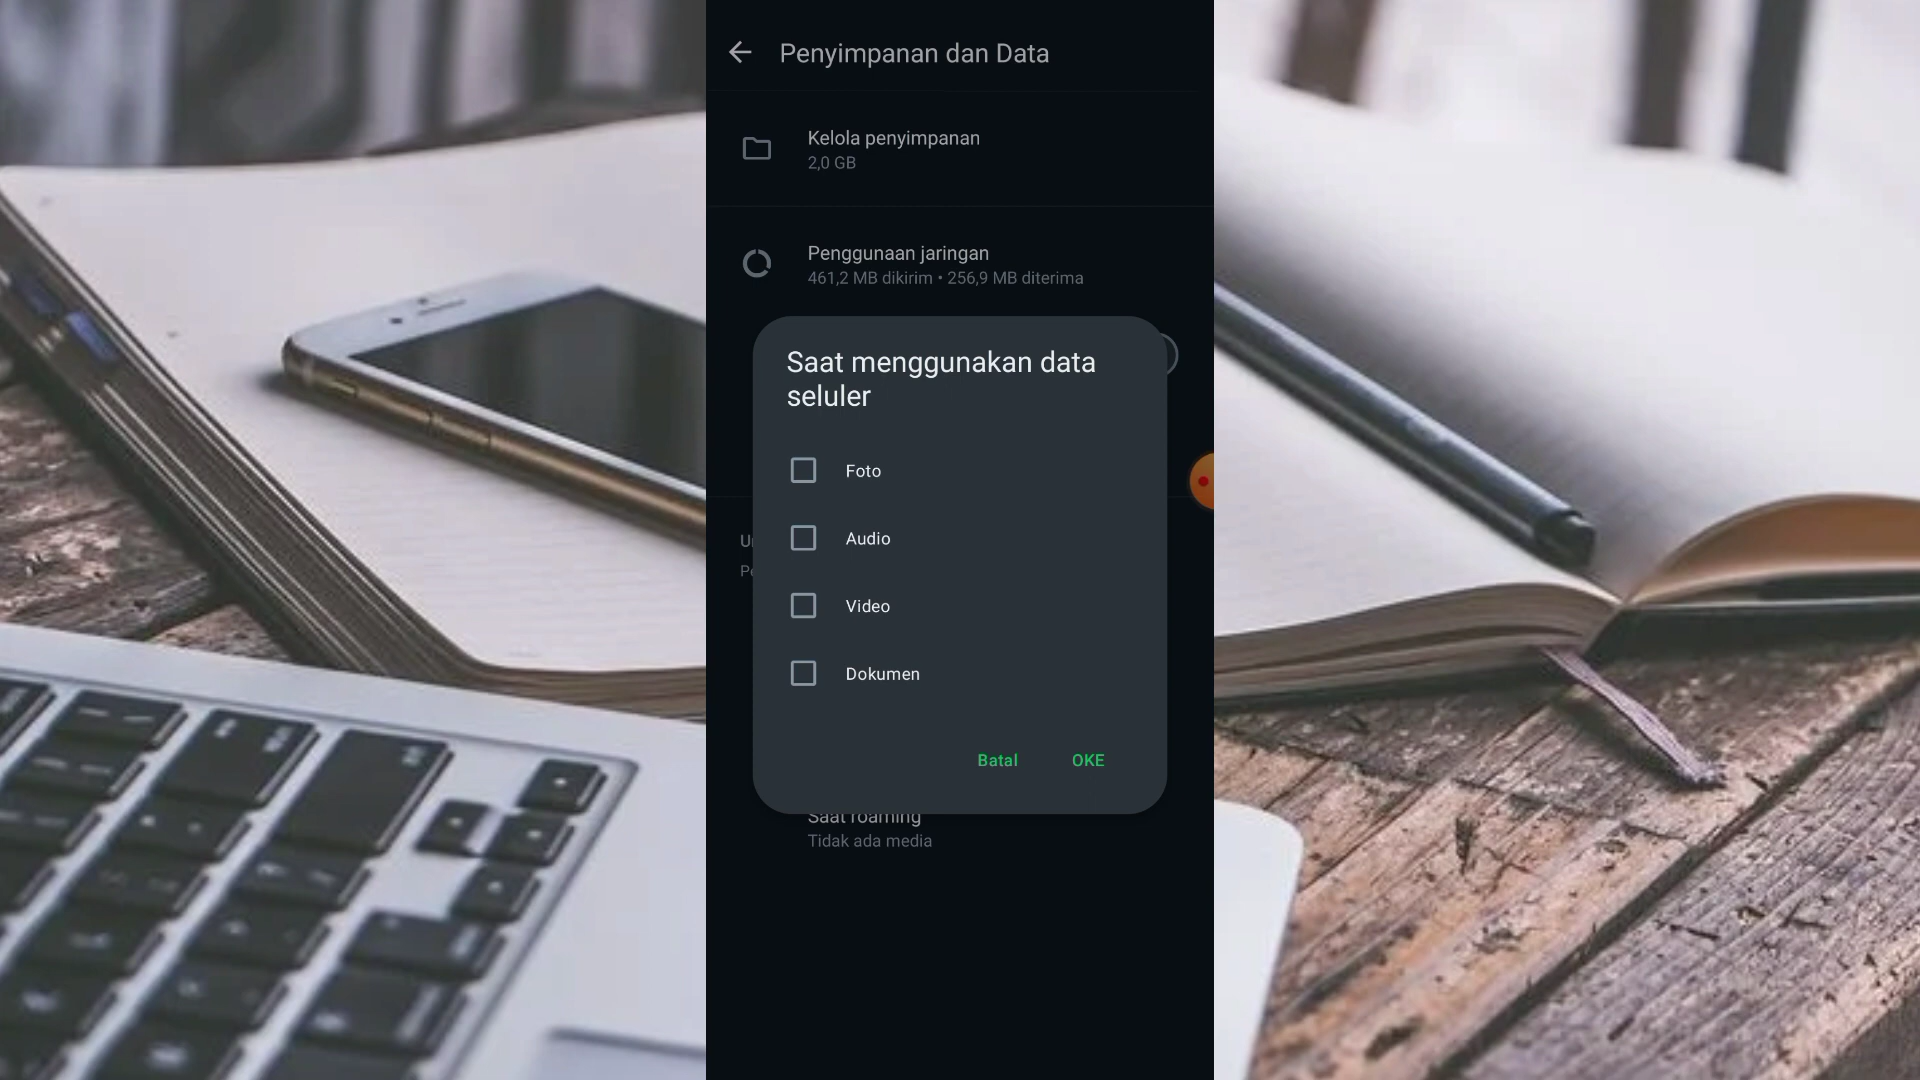 Penyimpanan dan Data
Kelola penyimpanan
2,0 GB
Penggunaan jaringan
461,2 MB dikirim • 256,9 MB diterima
Saat menggunakan data
seluler
Foto
Audio
Video
Dokumen
Batal OKE
Saat roaming
Tidak ada media